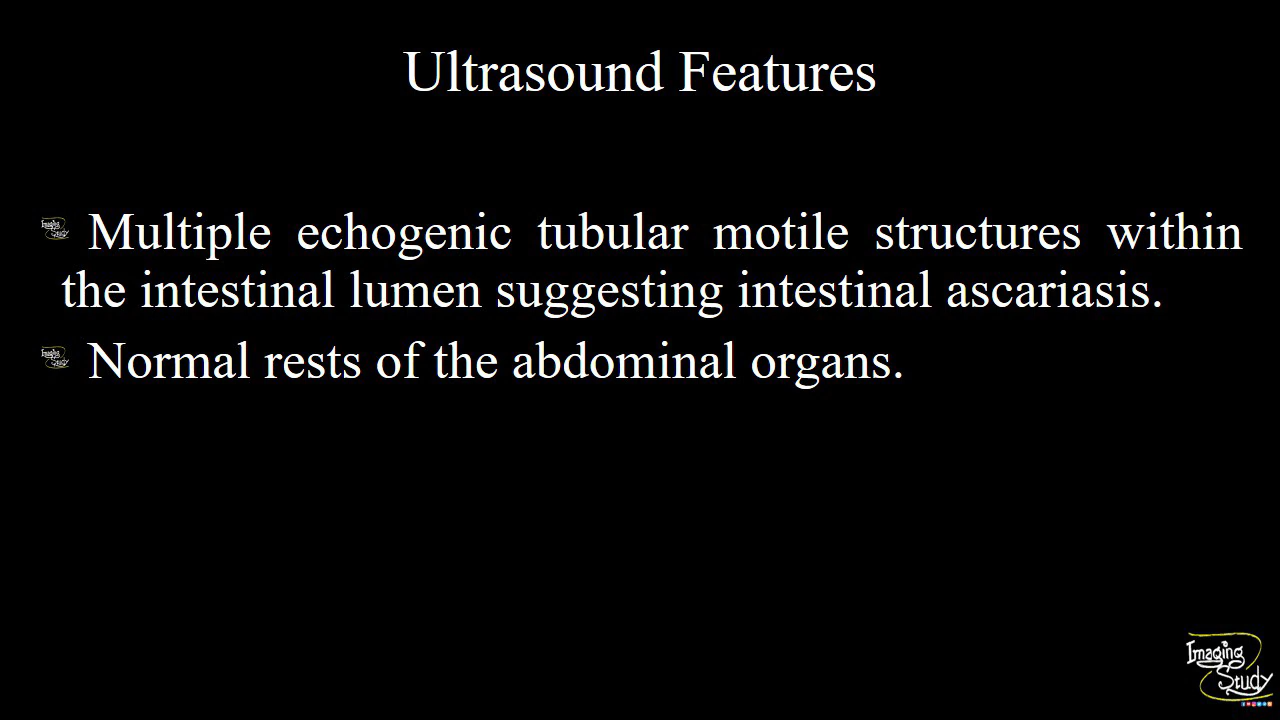 Ultrasound Features
Multiple echogenic tubular motile structures within
the intestinal lumen suggesting intestinal ascariasis.
Normal rests of the abdominal organs.
Imaging
Study